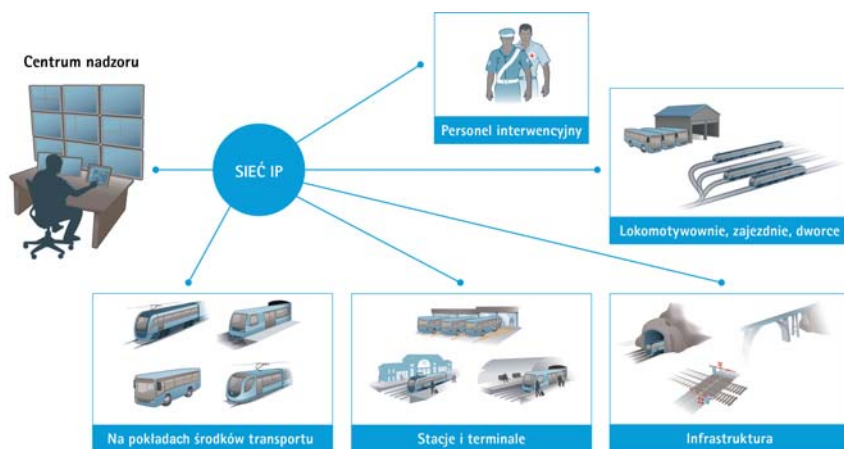 Centrum nadzoru
SIEĆ IP
Personel interwencyjny
Lokomotywownie, zajezdnie, dworce
Na pokładach środków transportu
Stacje i terminale
Infrastruktura